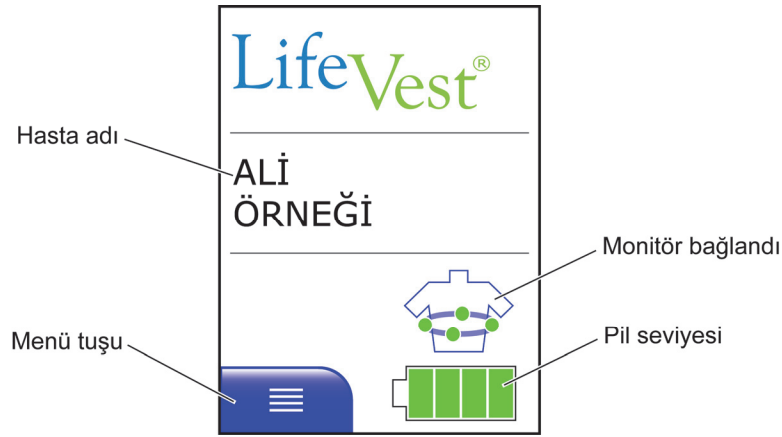 LifeVest®
Hasta adı
ALİ
ÖRNEĞİ
Monitör bağlandı
Menü tuşu
Pil seviyesi